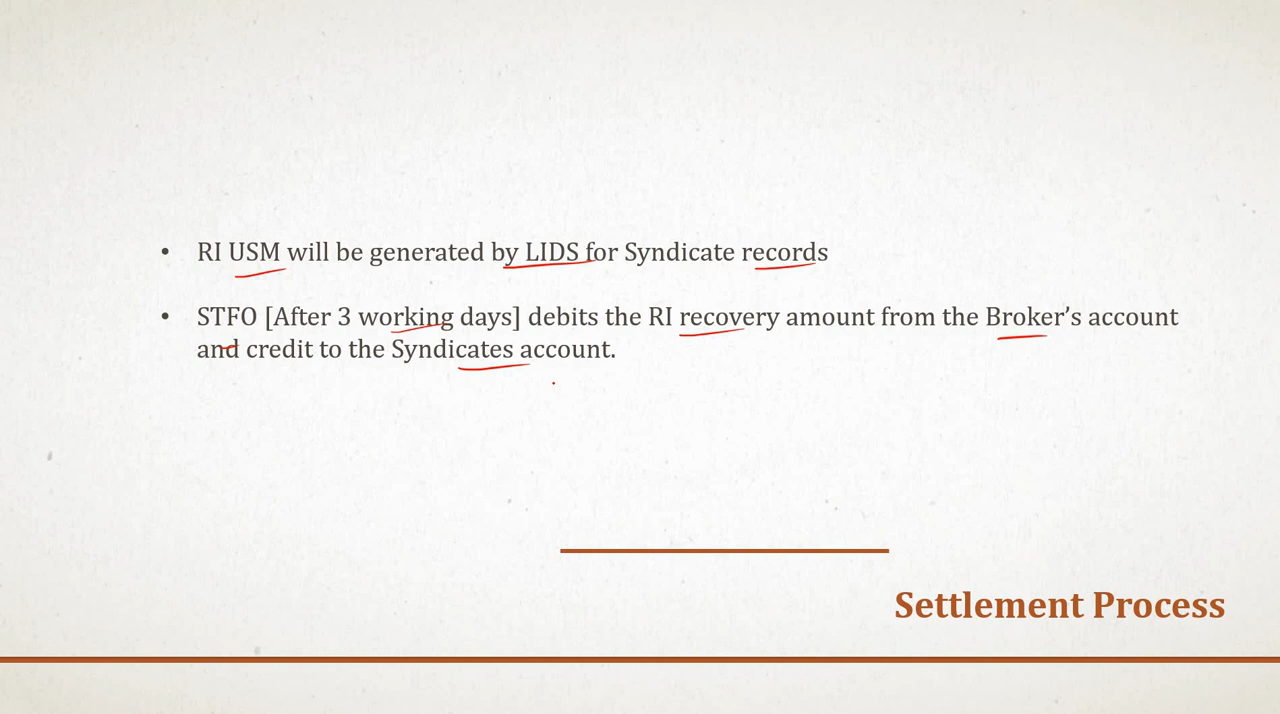 • RI USM will be generated by LIDS for Syndicate records
• STFO [After 3 working days] debits the RI recovery amount from the Broker’s account
and credit to the Syndicates account.
Settlement Process